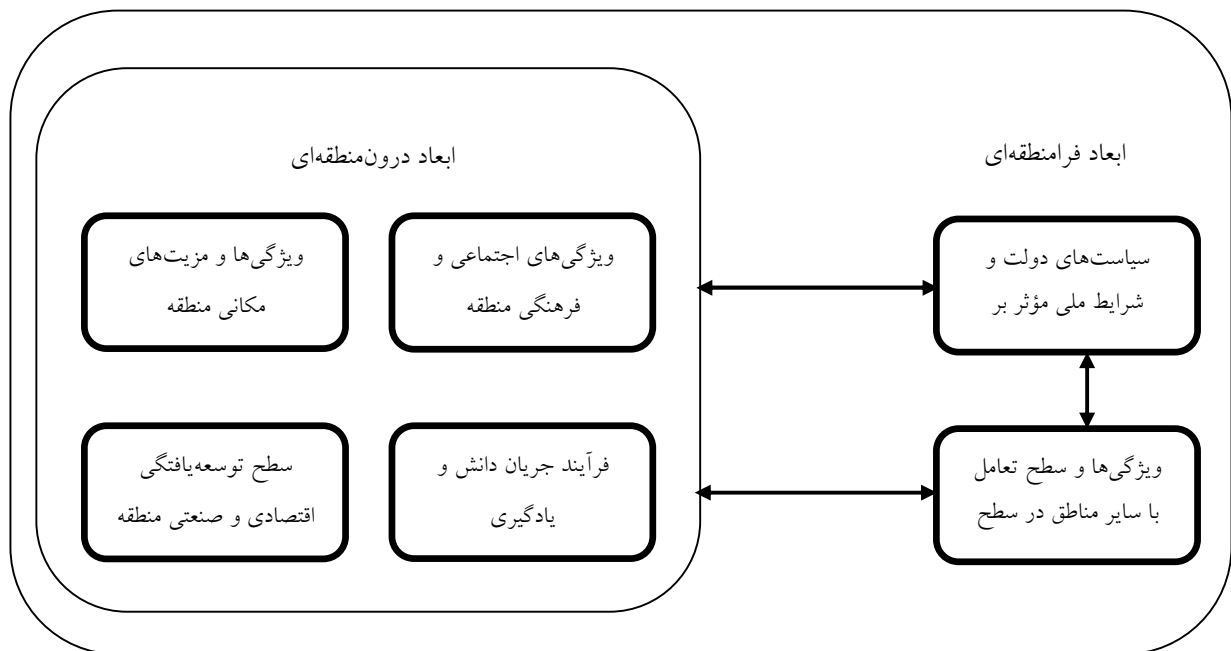 ابعاد فرامنطقه‌ای
ابعاد درون‌منطقه‌ای
سیاست‌های دولت و
شرایط ملی مؤثر بر
ویژگی‌های اجتماعی و
فرهنگی منطقه
ویژگی‌ها و مزیت‌های
مکانی منطقه
ویژگی‌ها و سطح تعامل
با سایر مناطق در سطح
فرآیند جریان دانش و
یادگیری
سطح توسعه‌یافتگی
اقتصادی و صنعتی منطقه